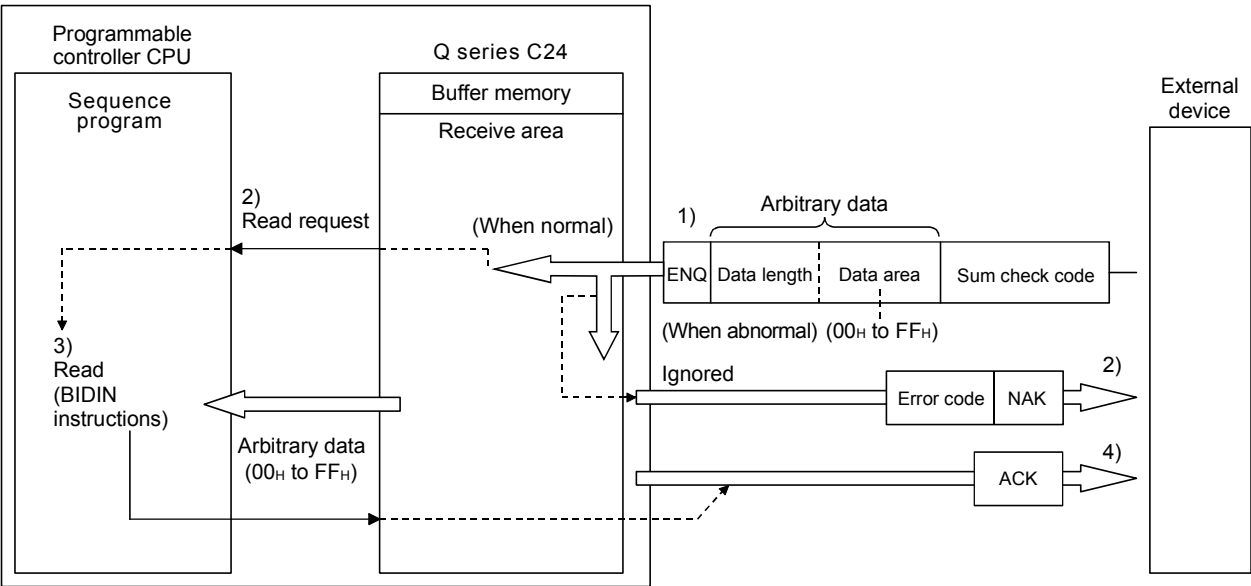 Programmable
controller CPU
Sequence
program
Q series C24
Buffer memory
Receive area
External
device
2)
Read request
(When normal)
1)
Arbitrary data
ENQ
Data length
Data area
Sum check code
(When abnormal)
(00H to FFH)
3)
Read
(BIDIN
instructions)
Ignored
Error code
NAK
2)
Arbitrary data
(00H to FFH)
ACK
4)